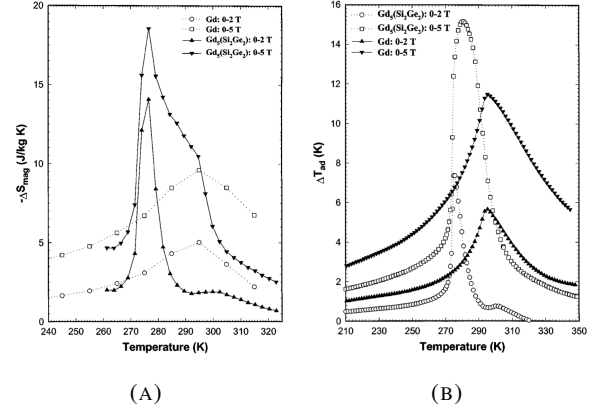 Gd: 0-2 T
Gd: 0-5 T
Gd₅(Si₂Ge₂): 0-2 T
Gd₅(Si₂Ge₂): 0-5 T
20
15
10
5
0
-ΔS_mag (J/kg K)
240 250 260 270 280 290 300 310 320
Temperature (K)
(A)
Gd₅(Si₂Ge₂): 0-2 T
Gd₅(Si₂Ge₂): 0-5 T
Gd: 0-2 T
Gd: 0-5 T
16
14
12
10
8
6
4
2
0
ΔT_ad (K)
210 230 250 270 290 310 330 350
Temperature (K)
(B)